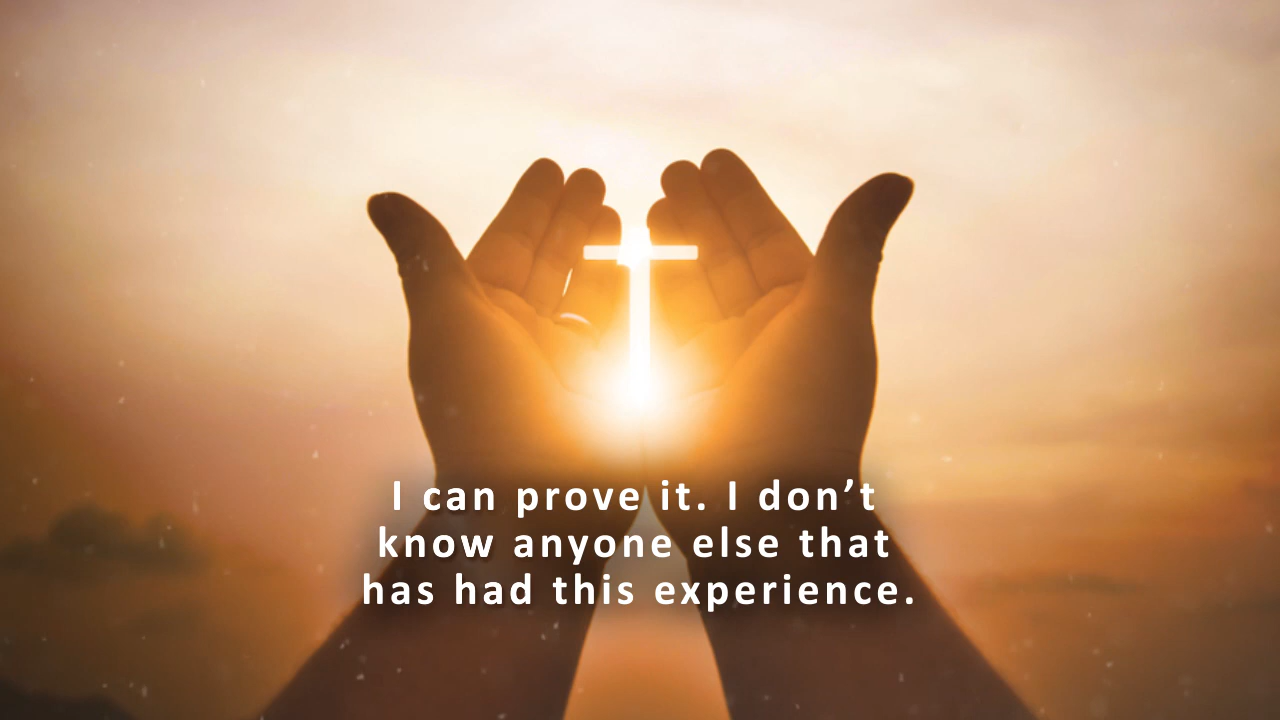 I can prove it. I don’t
know anyone else that
has had this experience.